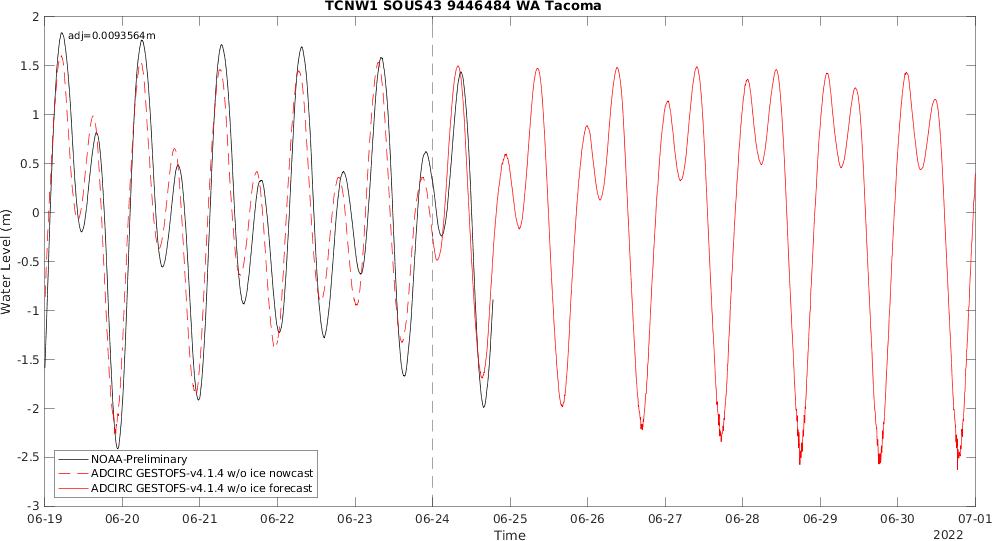 TCNW1 SOUS43 9446484 WA Tacoma
adj=0.0093564m
2
1.5
1
0.5
0
-0.5
-1
-1.5
-2
-2.5
-3
Water Level (m)
NOAA-Preliminary
ADCIRC GESTOFS-v4.1.4 w/o ice nowcast
ADCIRC GESTOFS-v4.1.4 w/o ice forecast
06-19 06-20 06-21 06-22 06-23 06-24 06-25 06-26 06-27 06-28 06-29 06-30 07-01
Time
2022